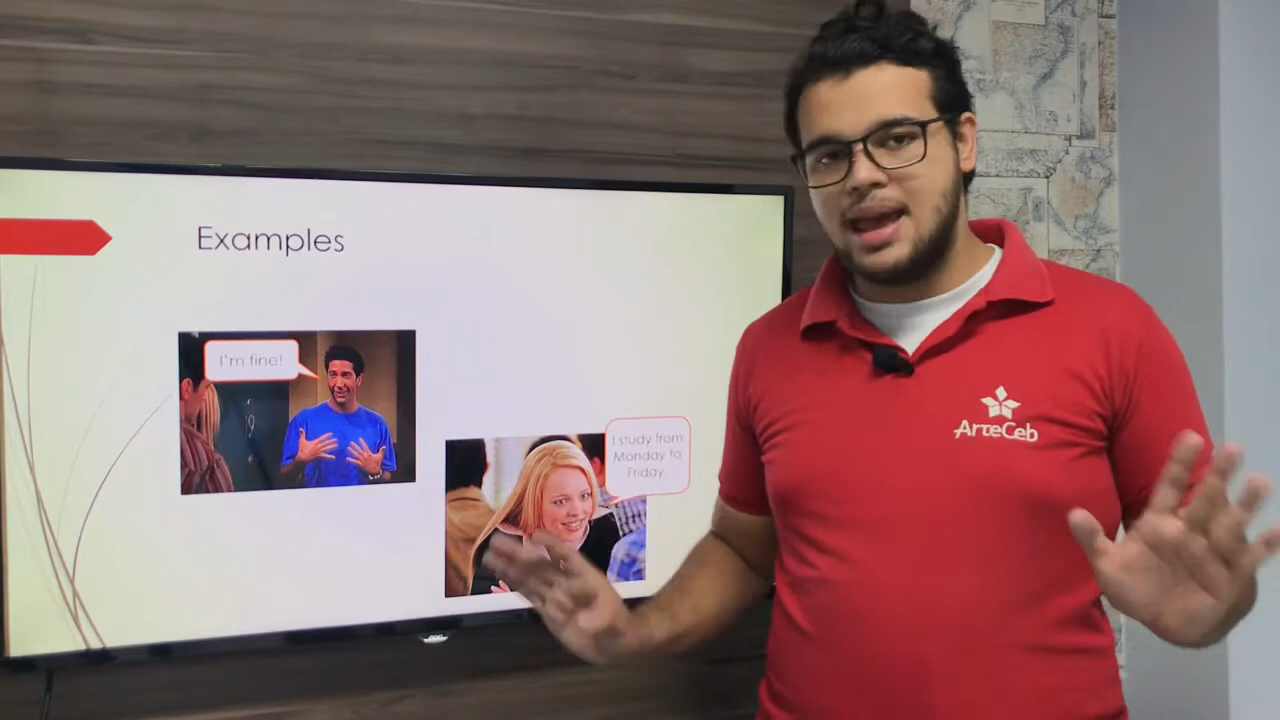 Examples
I'm fine!
I study from
Monday to
Friday.
ArteCeb